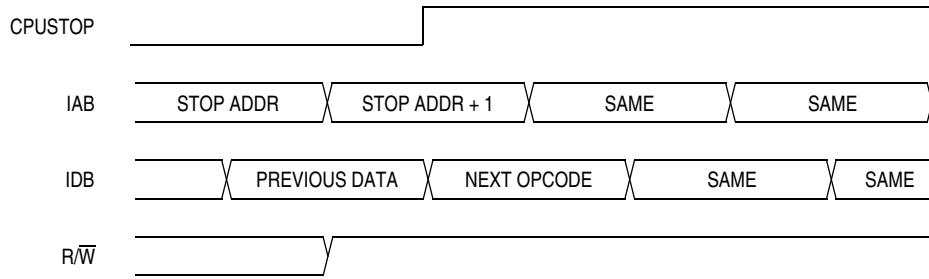 CPUSTOP
IAB STOP ADDR STOP ADDR + 1 SAME SAME
IDB PREVIOUS DATA NEXT OPCODE SAME SAME
R/W̅